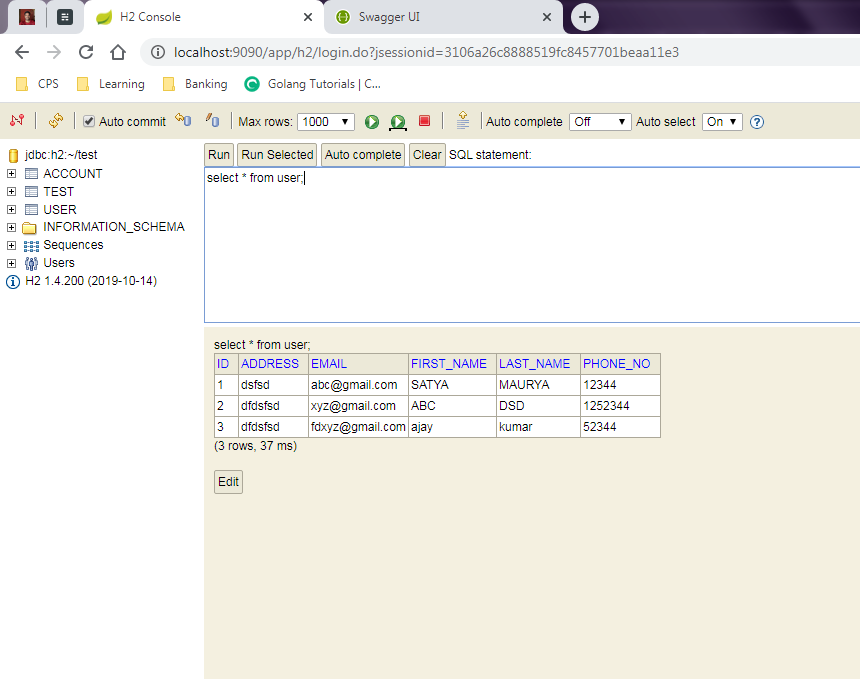 H2 Console
Swagger UI
localhost:9090/app/h2/login.do?jsessionid=3106a26c8888519fc8457701beaa11e3
CPS Learning Banking Golang Tutorials | C...
Auto commit Max rows: 1000 Auto complete Off Auto select On ?
jdbc:h2:~/test
ACCOUNT
TEST
USER
INFORMATION_SCHEMA
Sequences
Users
H2 1.4.200 (2019-10-14)
Run Run Selected Auto complete Clear SQL statement:
select * from user;
select * from user;
ID ADDRESS EMAIL FIRST_NAME LAST_NAME PHONE_NO
1 dsfsd abc@gmail.com SATYA MAURYA 12344
2 dfdsfsd xyz@gmail.com ABC DSD 1252344
3 dfdsfsd fdxyz@gmail.com ajay kumar 52344
(3 rows, 37 ms)
Edit